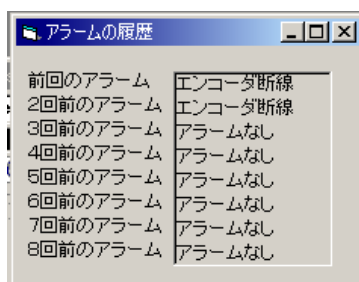 アラームの履歴
前回のアラーム エンコーダ断線
2回前のアラーム エンコーダ断線
3回前のアラーム アラームなし
4回前のアラーム アラームなし
5回前のアラーム アラームなし
6回前のアラーム アラームなし
7回前のアラーム アラームなし
8回前のアラーム アラームなし